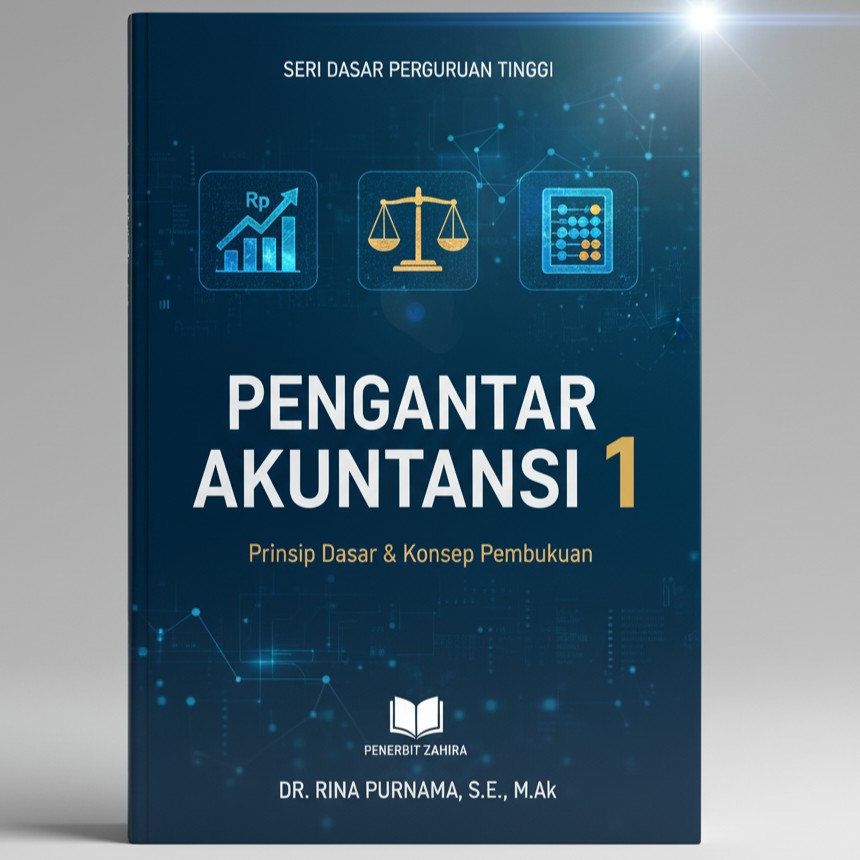 SERI DASAR PERGURUAN TINGGI
Rp
PENGANTAR
AKUNTANSI 1
Prinsip Dasar & Konsep Pembukuan
PENERBIT ZAHIRA
DR. RINA PURNAMA, S.E., M.Ak